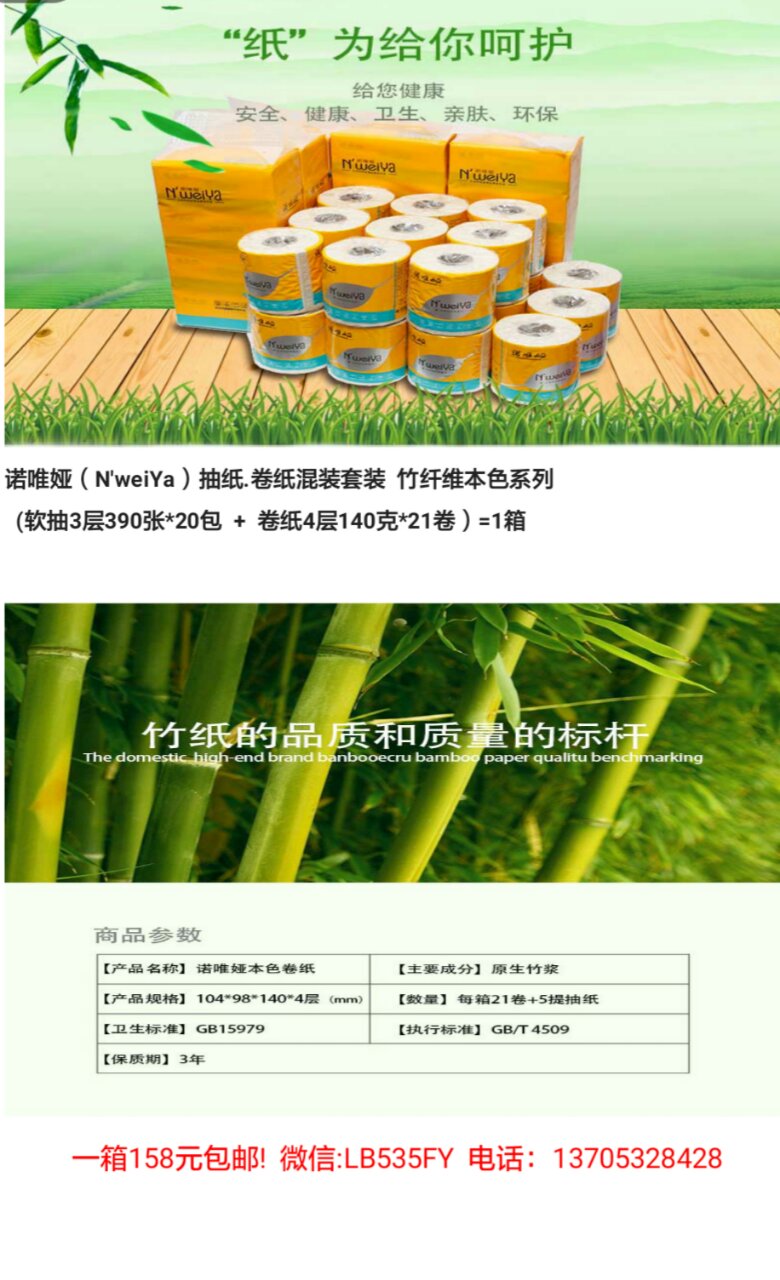 “纸”为给你呵护
给您健康
安全、健康、卫生、亲肤、环保
N'weiYa
N'weiYa
N'weiYa
诺唯娅（N'weiYa）抽纸.卷纸混装套装 竹纤维本色系列
(软抽3层390张*20包 + 卷纸4层140克*21卷）=1箱
竹纸的品质和质量的标杆
The domestic high-end brand banbooecru bamboo paper qualitu benchmarking
商品参数
【产品名称】诺唯娅本色卷纸 【主要成分】原生竹浆
【产品规格】104*98*140*4层（mm） 【数量】每箱21卷+5提抽纸
【卫生标准】GB15979 【执行标准】GB/T 4509
【保质期】3年
一箱158元包邮! 微信:LB535FY 电话：13705328428